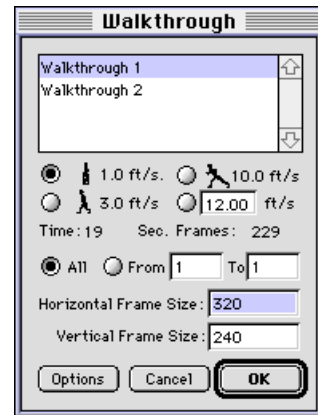 Walkthrough
Walkthrough 1
Walkthrough 2
1.0 ft/s. 10.0 ft/s
3.0 ft/s 12.00 ft/s
Time: 19 Sec. Frames: 229
All From 1 To 1
Horizontal Frame Size: 320
Vertical Frame Size: 240
Options Cancel OK